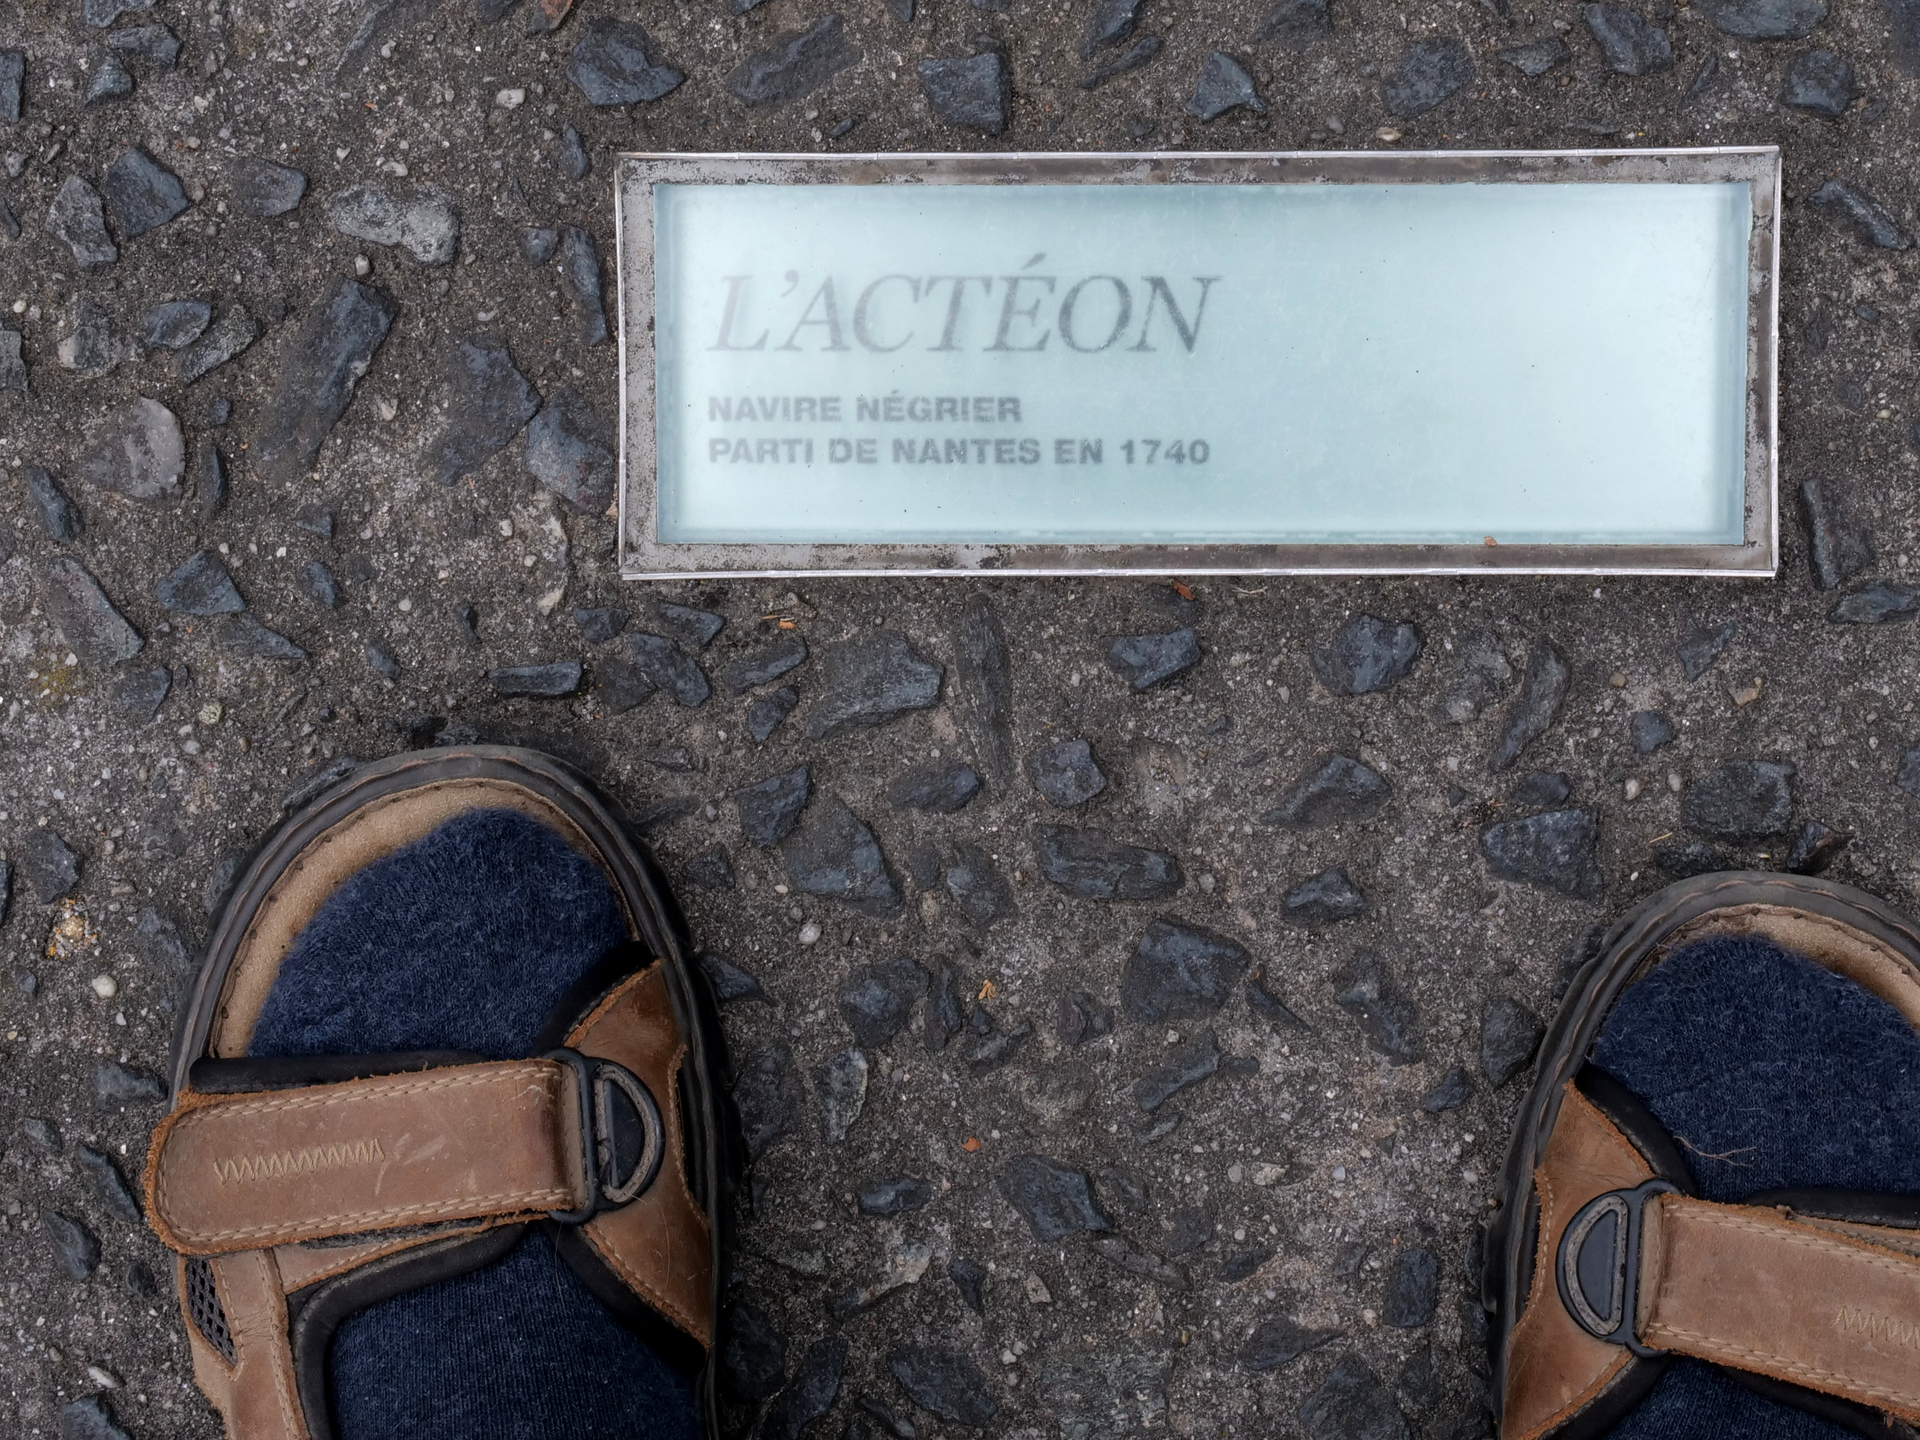 L'ACTÉON
NAVIRE NÉGRIER
PARTI DE NANTES EN 1740